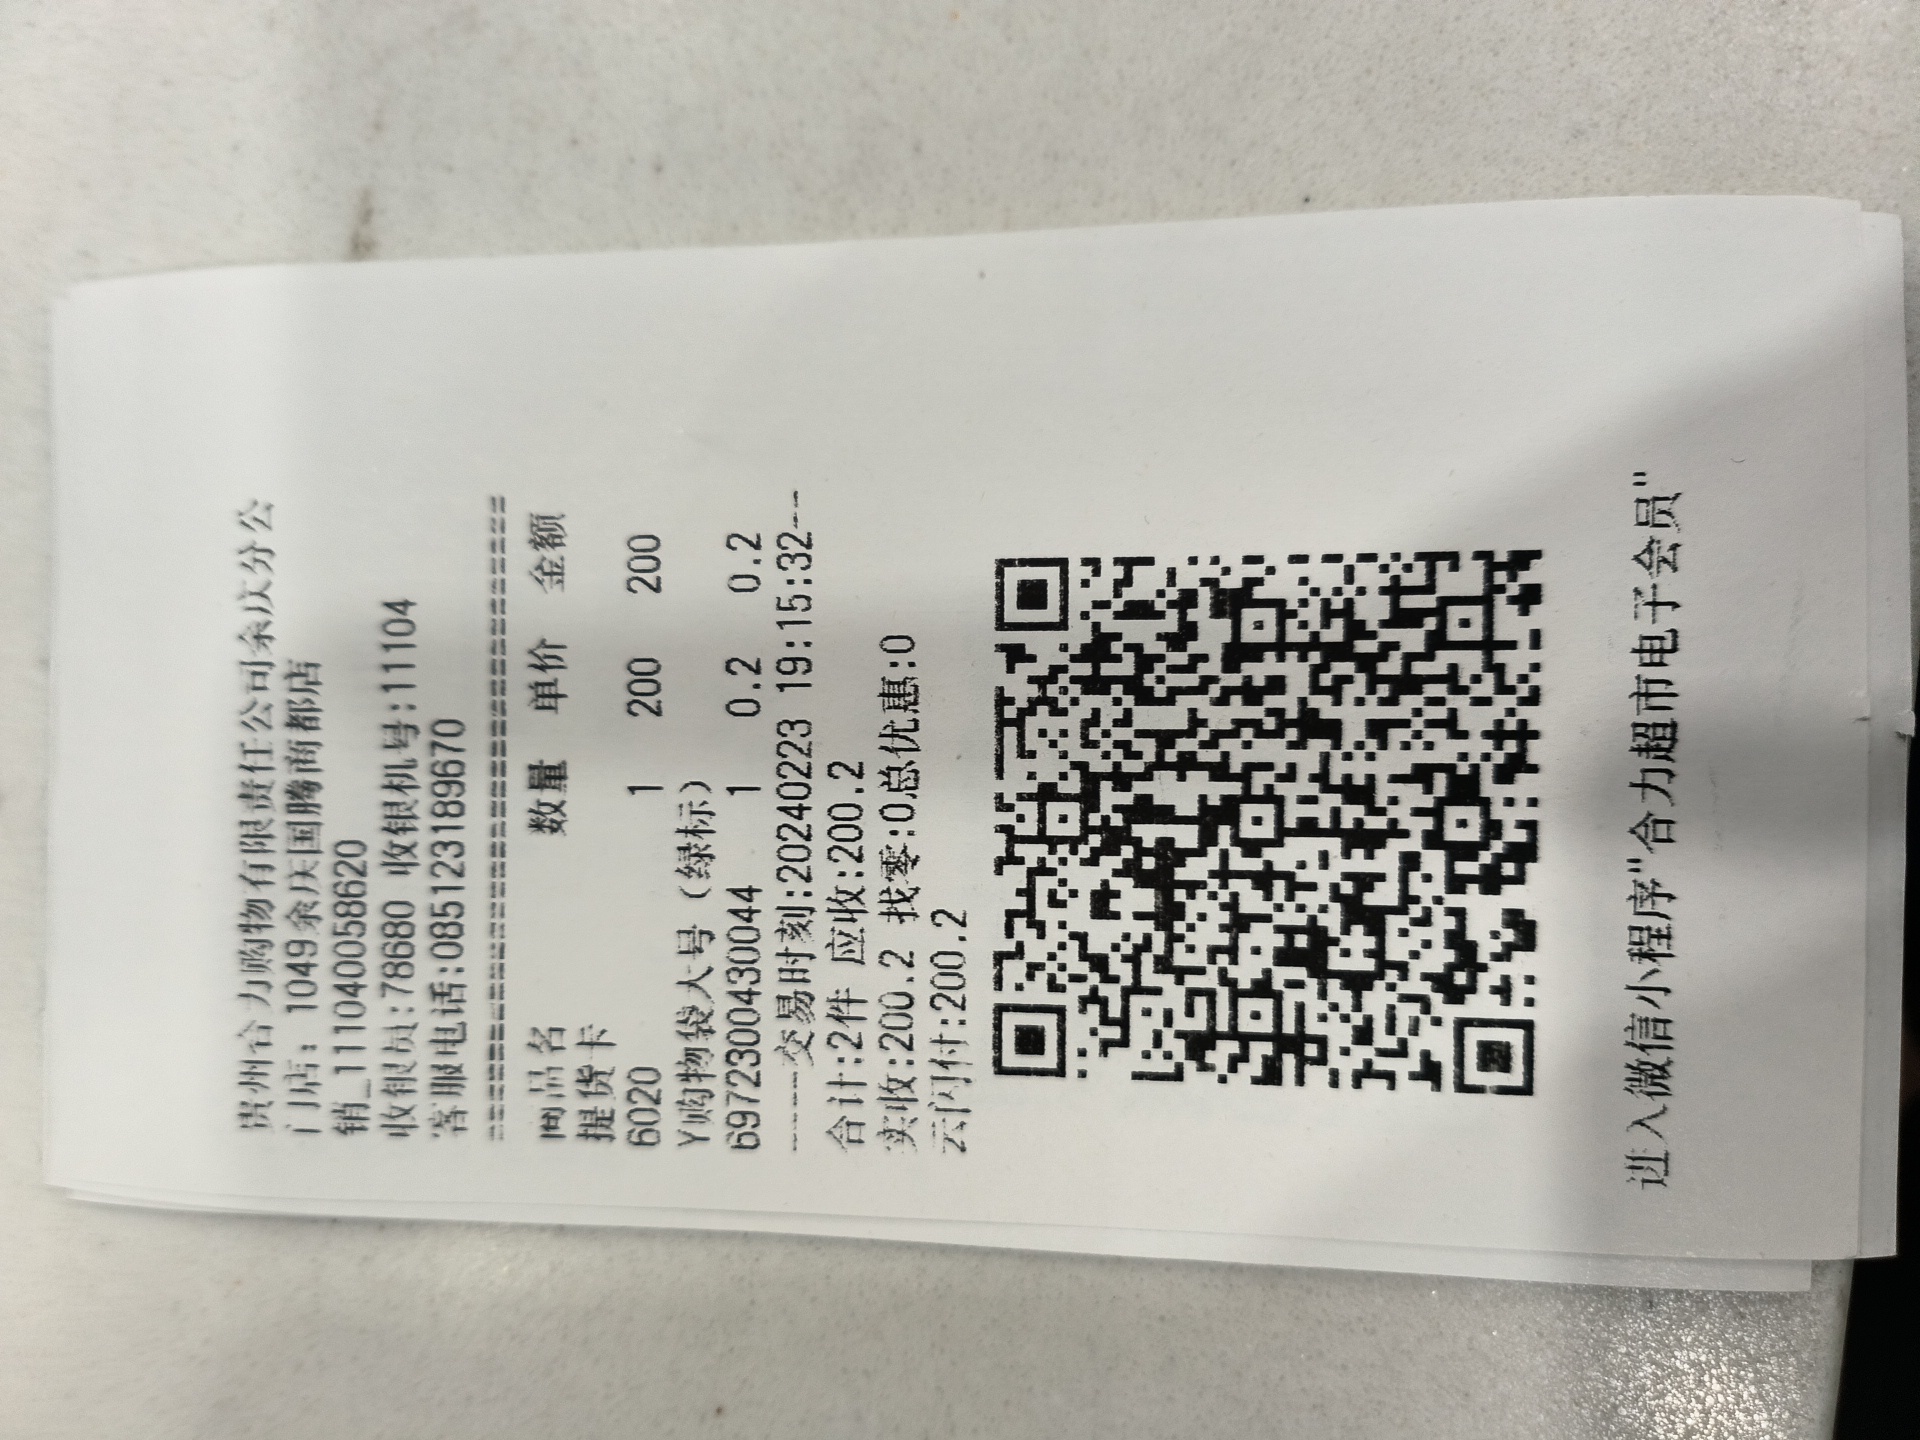 贵州合力购物有限责任公司余庆分公
门店: 1049余庆国腾商都店
销_111040058620
收银员:78680 收银机号:11104
客服电话:085123189670
================================
商品名 数量 单价 金额
提货卡
6020 1 200 200
Y购物袋大号（绿标）
6972300430044 1 0.2 0.2
----交易时刻:20240223 19:15:32--
合计:2件 应收:200.2
实收:200.2 找零:0总优惠:0
云闪付:200.2
进入微信小程序"合力超市电子会员"